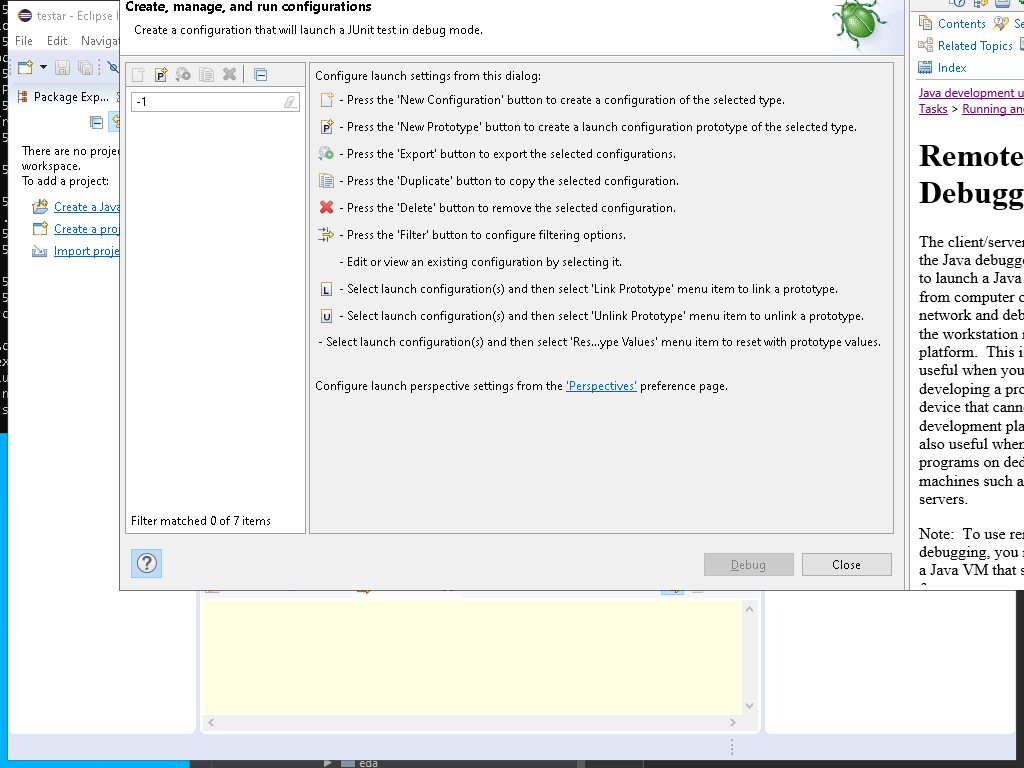 testar - Eclipse I
File Edit Navigat
Package Exp...
There are no projec
workspace.
To add a project:
Create a Java
Create a proj
Import proje
Create, manage, and run configurations
Create a configuration that will launch a JUnit test in debug mode.
-1
Filter matched 0 of 7 items
Configure launch settings from this dialog:
- Press the 'New Configuration' button to create a configuration of the selected type.
- Press the 'New Prototype' button to create a launch configuration prototype of the selected type.
- Press the 'Export' button to export the selected configurations.
- Press the 'Duplicate' button to copy the selected configuration.
- Press the 'Delete' button to remove the selected configuration.
- Press the 'Filter' button to configure filtering options.
- Edit or view an existing configuration by selecting it.
- Select launch configuration(s) and then select 'Link Prototype' menu item to link a prototype.
- Select launch configuration(s) and then select 'Unlink Prototype' menu item to unlink a prototype.
- Select launch configuration(s) and then select 'Res...ype Values' menu item to reset with prototype values.
Configure launch perspective settings from the 'Perspectives' preference page.
Debug
Close
Contents Se
Related Topics
Index
Java development u
Tasks > Running and
Remote
Debugg
The client/server
the Java debugge
to launch a Java
from computer o
network and deb
the workstation r
platform. This is
useful when you
developing a pro
device that canno
development pla
also useful when
programs on ded
machines such a
servers.
Note: To use rem
debugging, you r
a Java VM that s
eda